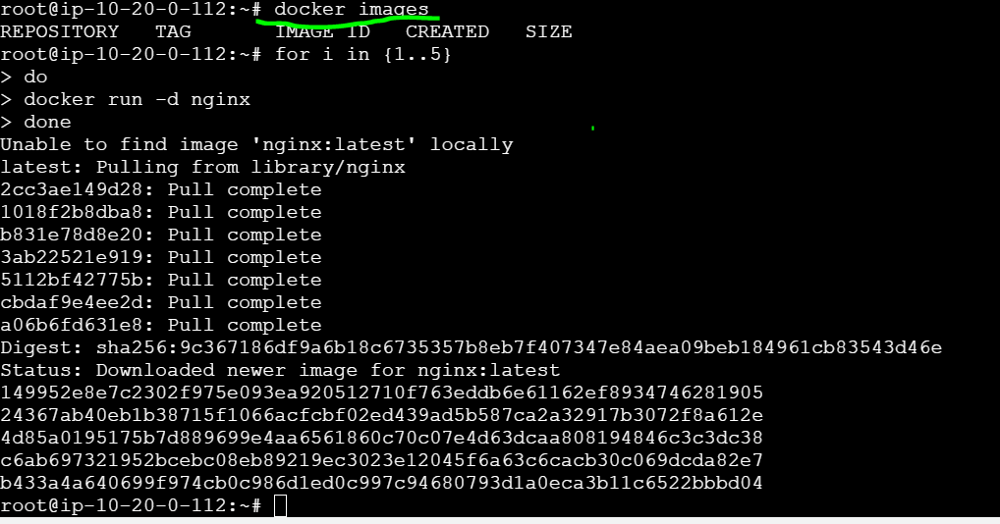 root@ip-10-20-0-112:~# docker images
REPOSITORY   TAG       IMAGE ID   CREATED   SIZE
root@ip-10-20-0-112:~# for i in {1..5}
> do
> docker run -d nginx
> done
Unable to find image 'nginx:latest' locally
latest: Pulling from library/nginx
2cc3ae149d28: Pull complete
1018f2b8dba8: Pull complete
b831e78d8e20: Pull complete
3ab22521e919: Pull complete
5112bf42775b: Pull complete
cbdaf9e4ee2d: Pull complete
a06b6fd631e8: Pull complete
Digest: sha256:9c367186df9a6b18c6735357b8eb7f407347e84aea09beb184961cb83543d46e
Status: Downloaded newer image for nginx:latest
149952e8e7c2302f975e093ea920512710f763eddb6e61162ef8934746281905
24367ab40eb1b38715f1066acfcbf02ed439ad5b587ca2a32917b3072f8a612e
4d85a0195175b7d889699e4aa6561860c70c07e4d63dcaa808194846c3c3dc38
c6ab697321952bcebc08eb89219ec3023e12045f6a63c6cacb30c069dcda82e7
b433a4a640699f974cb0c986d1ed0c997c94680793d1a0eca3b11c6522bbbd04
root@ip-10-20-0-112:~#